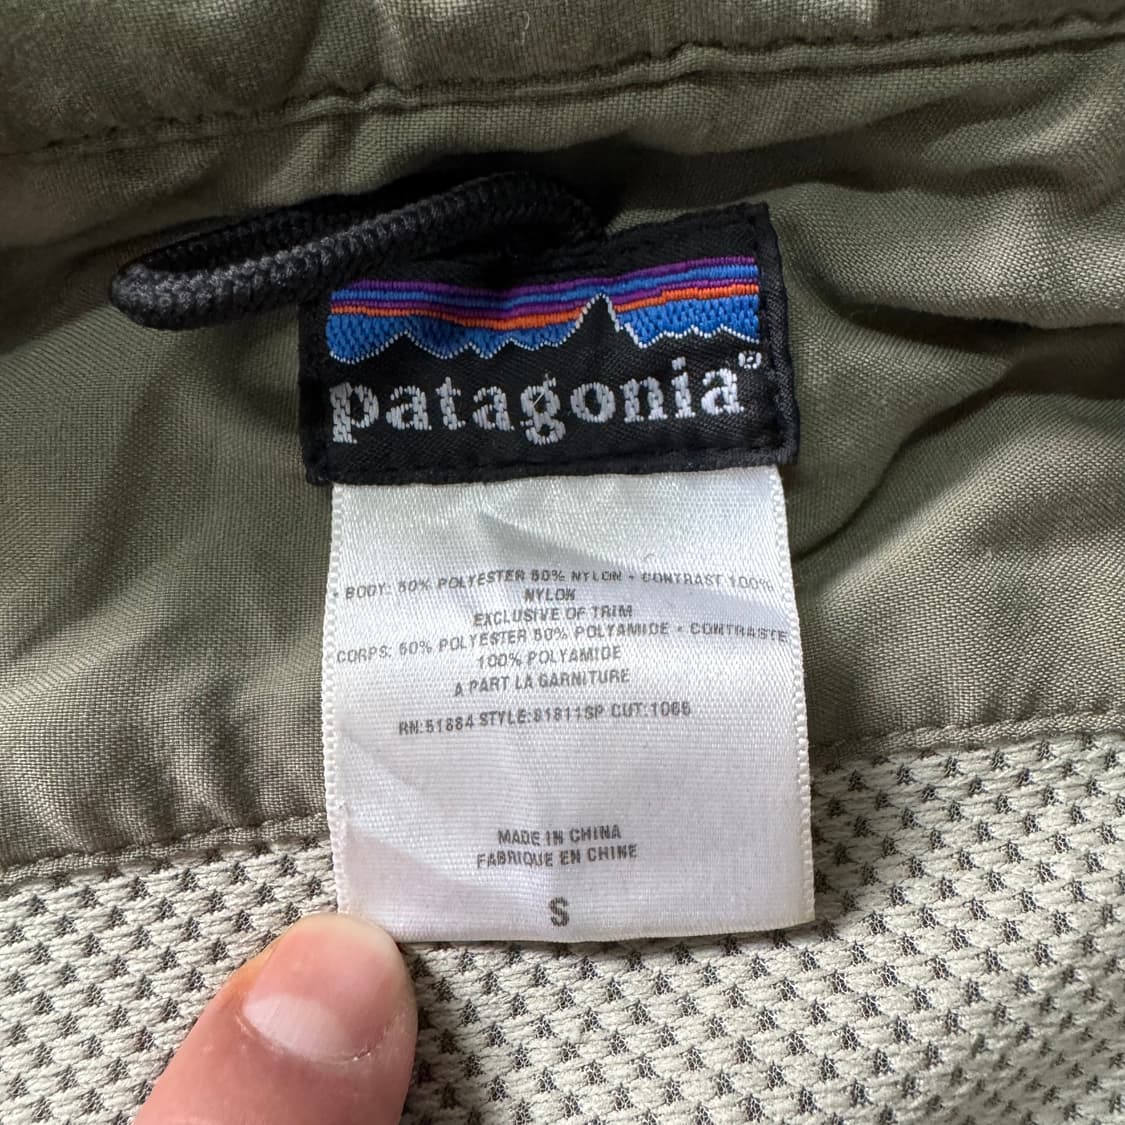 patagonia®
• BODY: 50% POLYESTER 50% NYLON • CONTRAST 100%
NYLON
EXCLUSIVE OF TRIM
CORPS: 50% POLYESTER 50% POLYAMIDE • CONTRASTE
100% POLYAMIDE
A PART LA GARNITURE
RN:51884 STYLE:81811SP CUT:1066
MADE IN CHINA
FABRIQUE EN CHINE
S